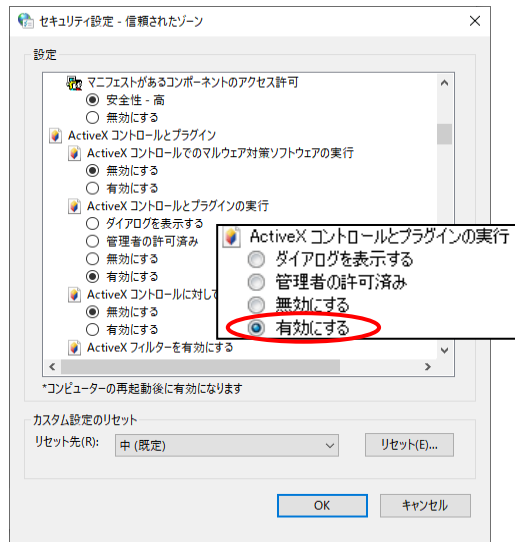 セキュリティ設定 - 信頼されたゾーン
設定
マニフェストがあるコンポーネントのアクセス許可
安全性 - 高
無効にする
ActiveX コントロールとプラグイン
ActiveX コントロールでのマルウェア対策ソフトウェアの実行
無効にする
有効にする
ActiveX コントロールとプラグインの実行
ダイアログを表示する
管理者の許可済み
無効にする
有効にする
ActiveX コントロールに対して
無効にする
有効にする
ActiveX フィルターを有効にする
ActiveX コントロールとプラグインの実行
ダイアログを表示する
管理者の許可済み
無効にする
有効にする
*コンピューターの再起動後に有効になります
カスタム設定のリセット
リセット先(R): 中 (既定) リセット(E)...
OK キャンセル